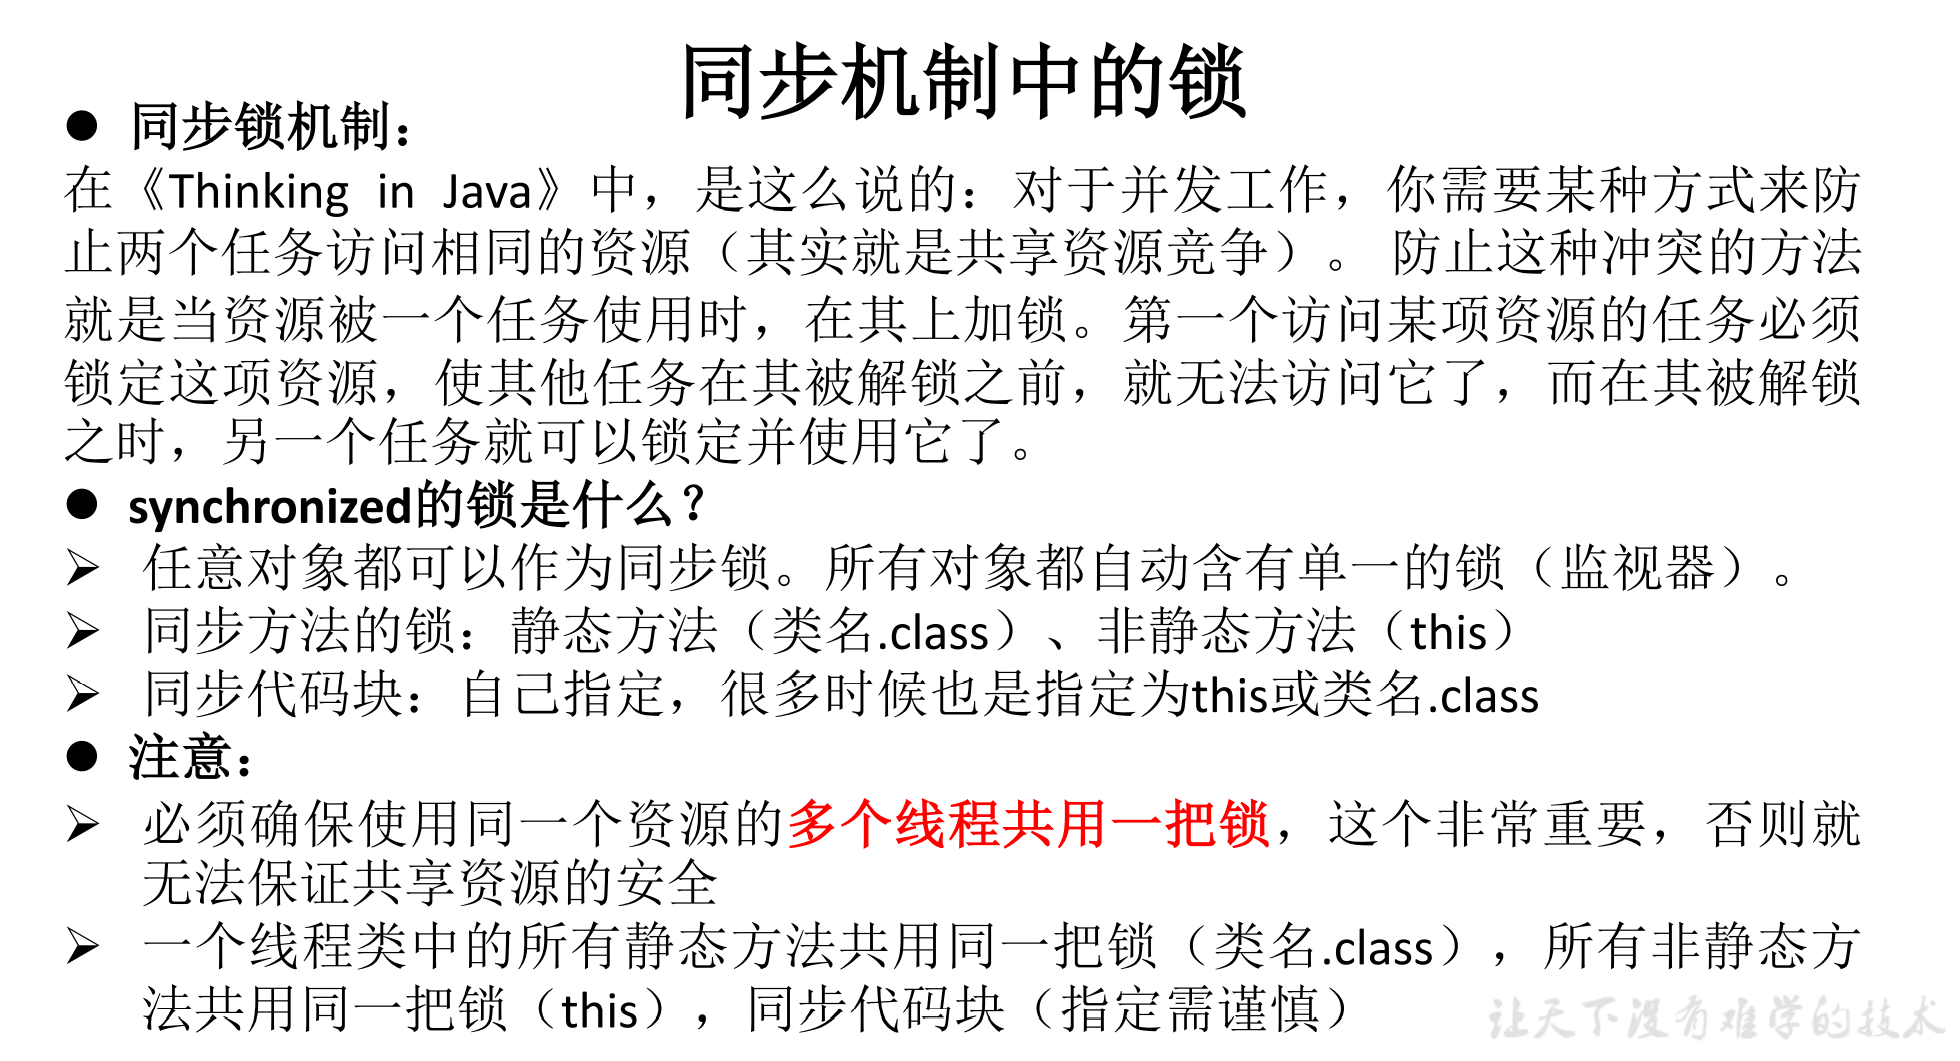 同步机制中的锁
● 同步锁机制：
在《Thinking in Java》中，是这么说的：对于并发工作，你需要某种方式来防
止两个任务访问相同的资源（其实就是共享资源竞争）。 防止这种冲突的方法
就是当资源被一个任务使用时，在其上加锁。第一个访问某项资源的任务必须
锁定这项资源，使其他任务在其被解锁之前，就无法访问它了，而在其被解锁
之时，另一个任务就可以锁定并使用它了。
● synchronized的锁是什么？
➢ 任意对象都可以作为同步锁。所有对象都自动含有单一的锁（监视器）。
➢ 同步方法的锁：静态方法（类名.class）、非静态方法（this）
➢ 同步代码块：自己指定，很多时候也是指定为this或类名.class
● 注意：
➢ 必须确保使用同一个资源的多个线程共用一把锁，这个非常重要，否则就
无法保证共享资源的安全
➢ 一个线程类中的所有静态方法共用同一把锁（类名.class），所有非静态方
法共用同一把锁（this），同步代码块（指定需谨慎）
让天下没有难学的技术